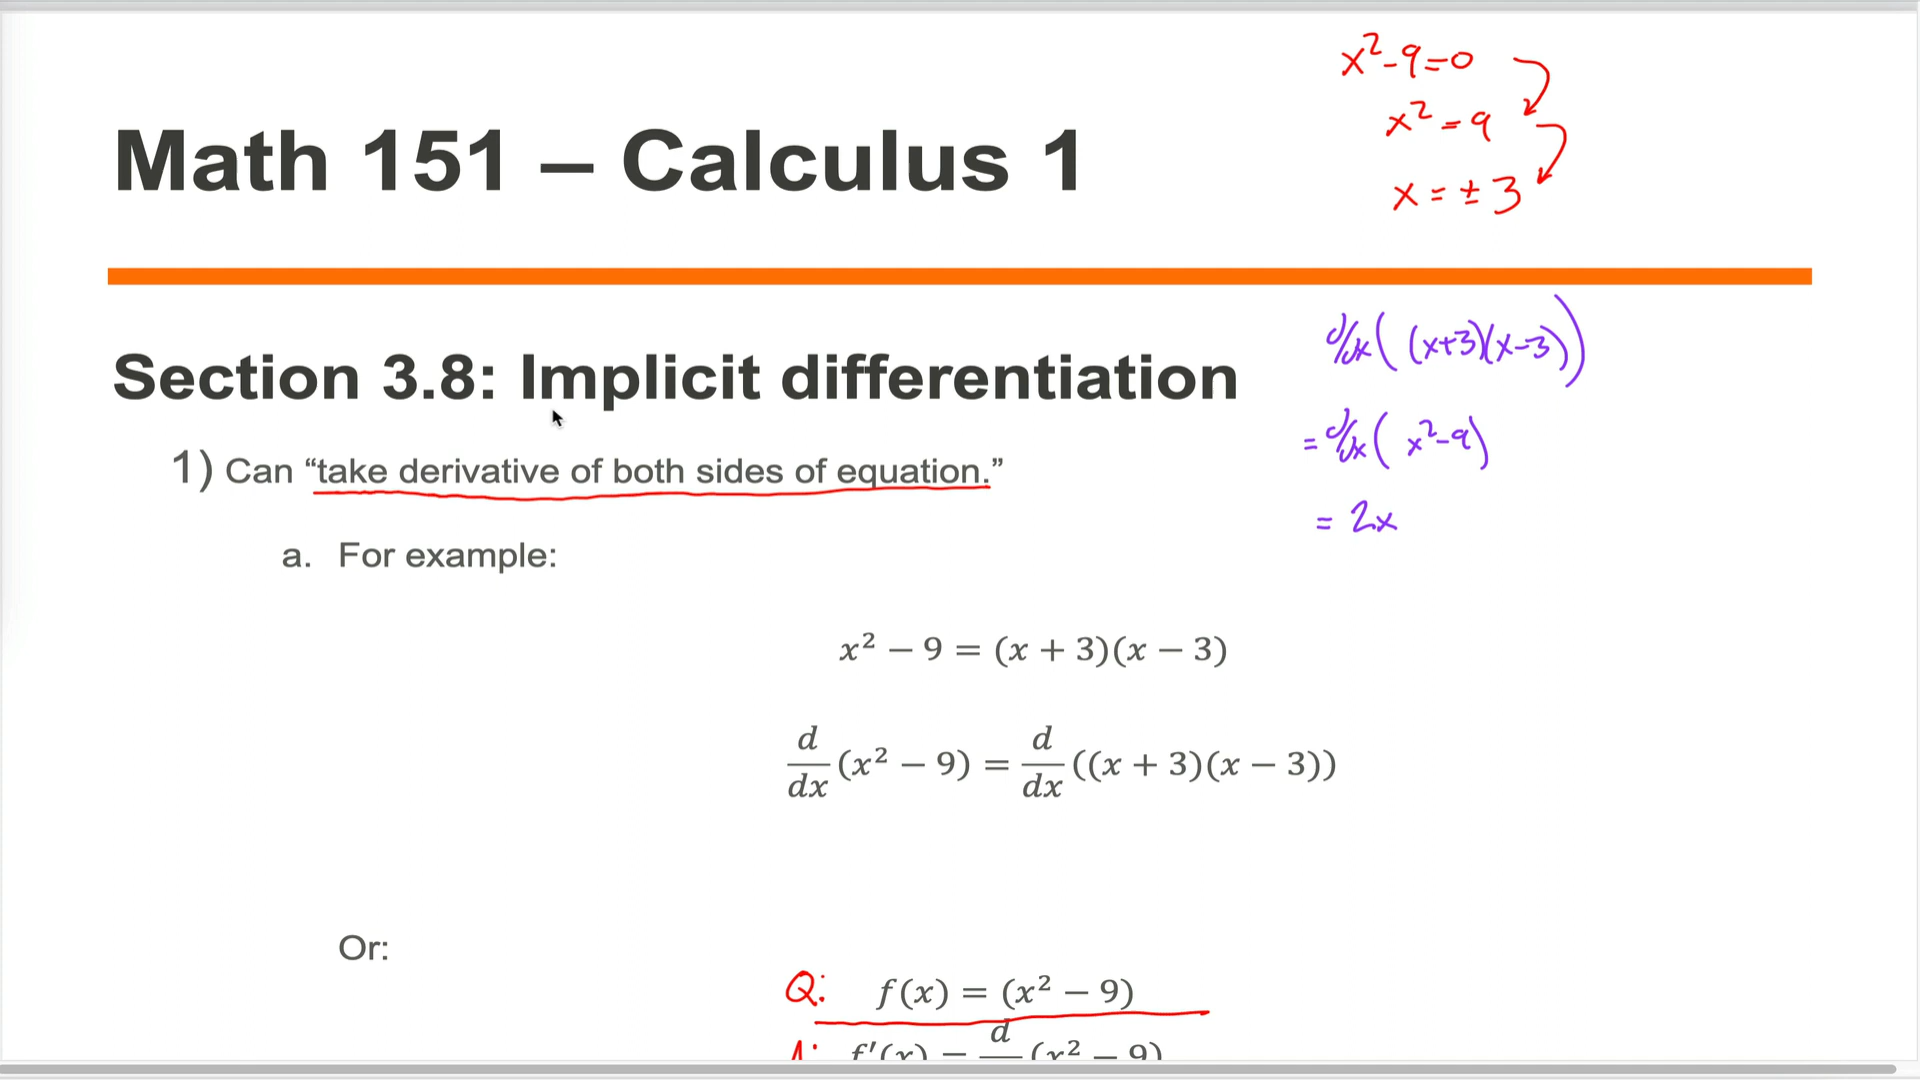 x²-9=0
x²=9
x=±3
Math 151 – Calculus 1
d/dx((x+3)(x-3))
=d/dx(x²-9)
=2x
Section 3.8: Implicit differentiation
1) Can “take derivative of both sides of equation.”
a. For example:
x² − 9 = (x + 3)(x − 3)
d/dx (x² − 9) = d/dx ((x + 3)(x − 3))
Or:
Q: f(x) = (x² − 9)
A: f′(x) = d (x² − 9)